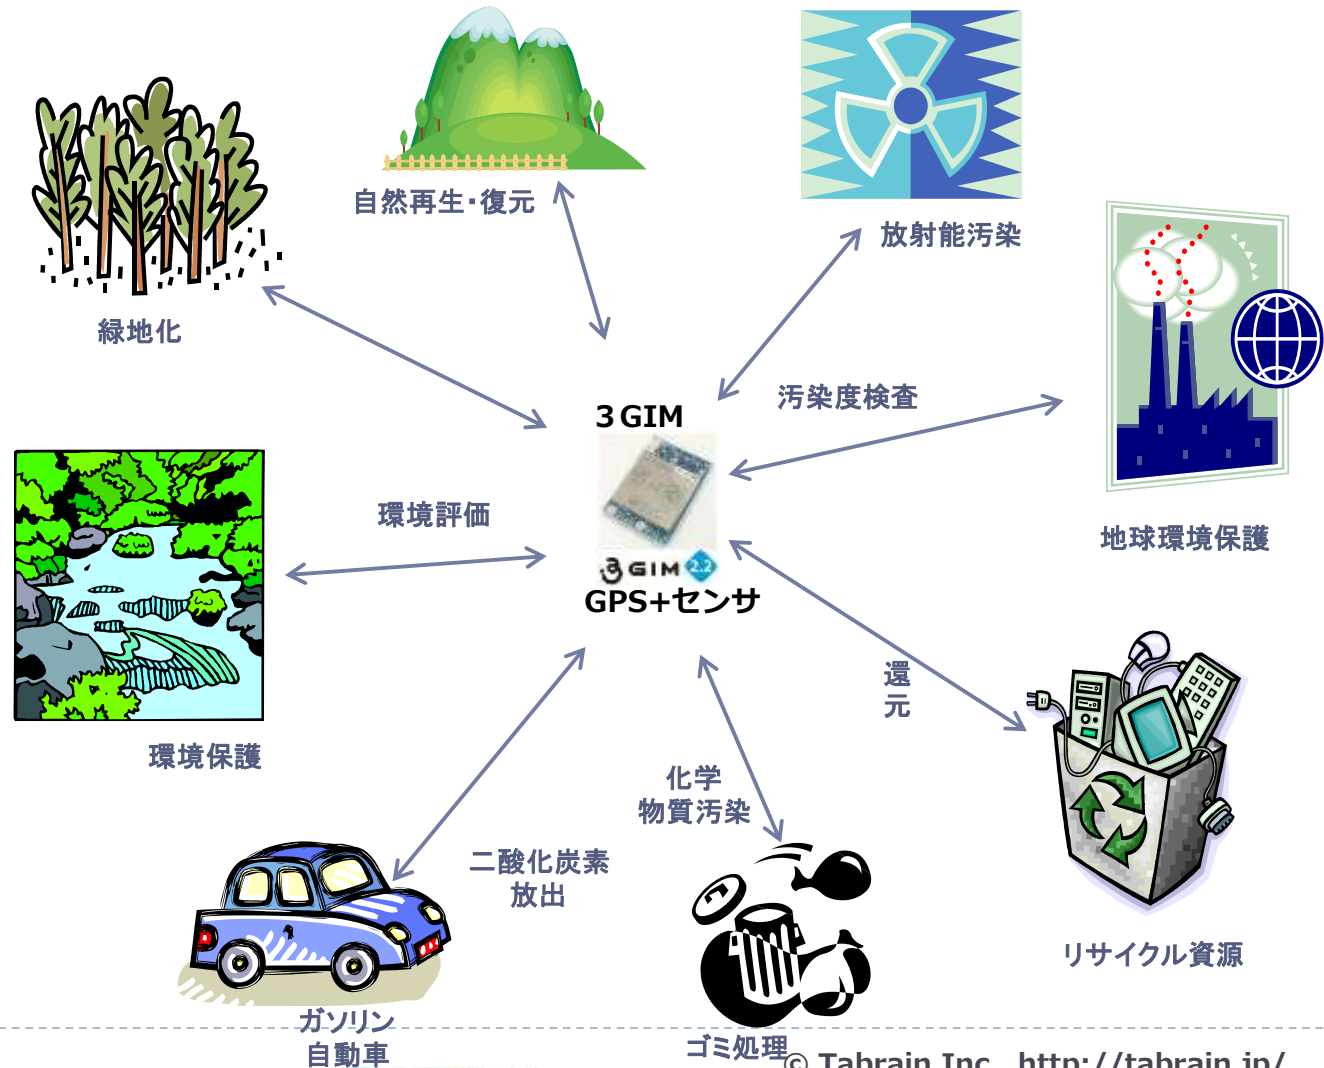 自然再生・復元
放射能汚染
緑地化
汚染度検査
3GIM
環境評価
地球環境保護
3GIM 2.2
GPS+センサ
還
元
環境保護
化学
物質汚染
二酸化炭素
放出
リサイクル資源
ガソリン
自動車
ゴミ処理
© Tabrain Inc. http://tabrain.jp/